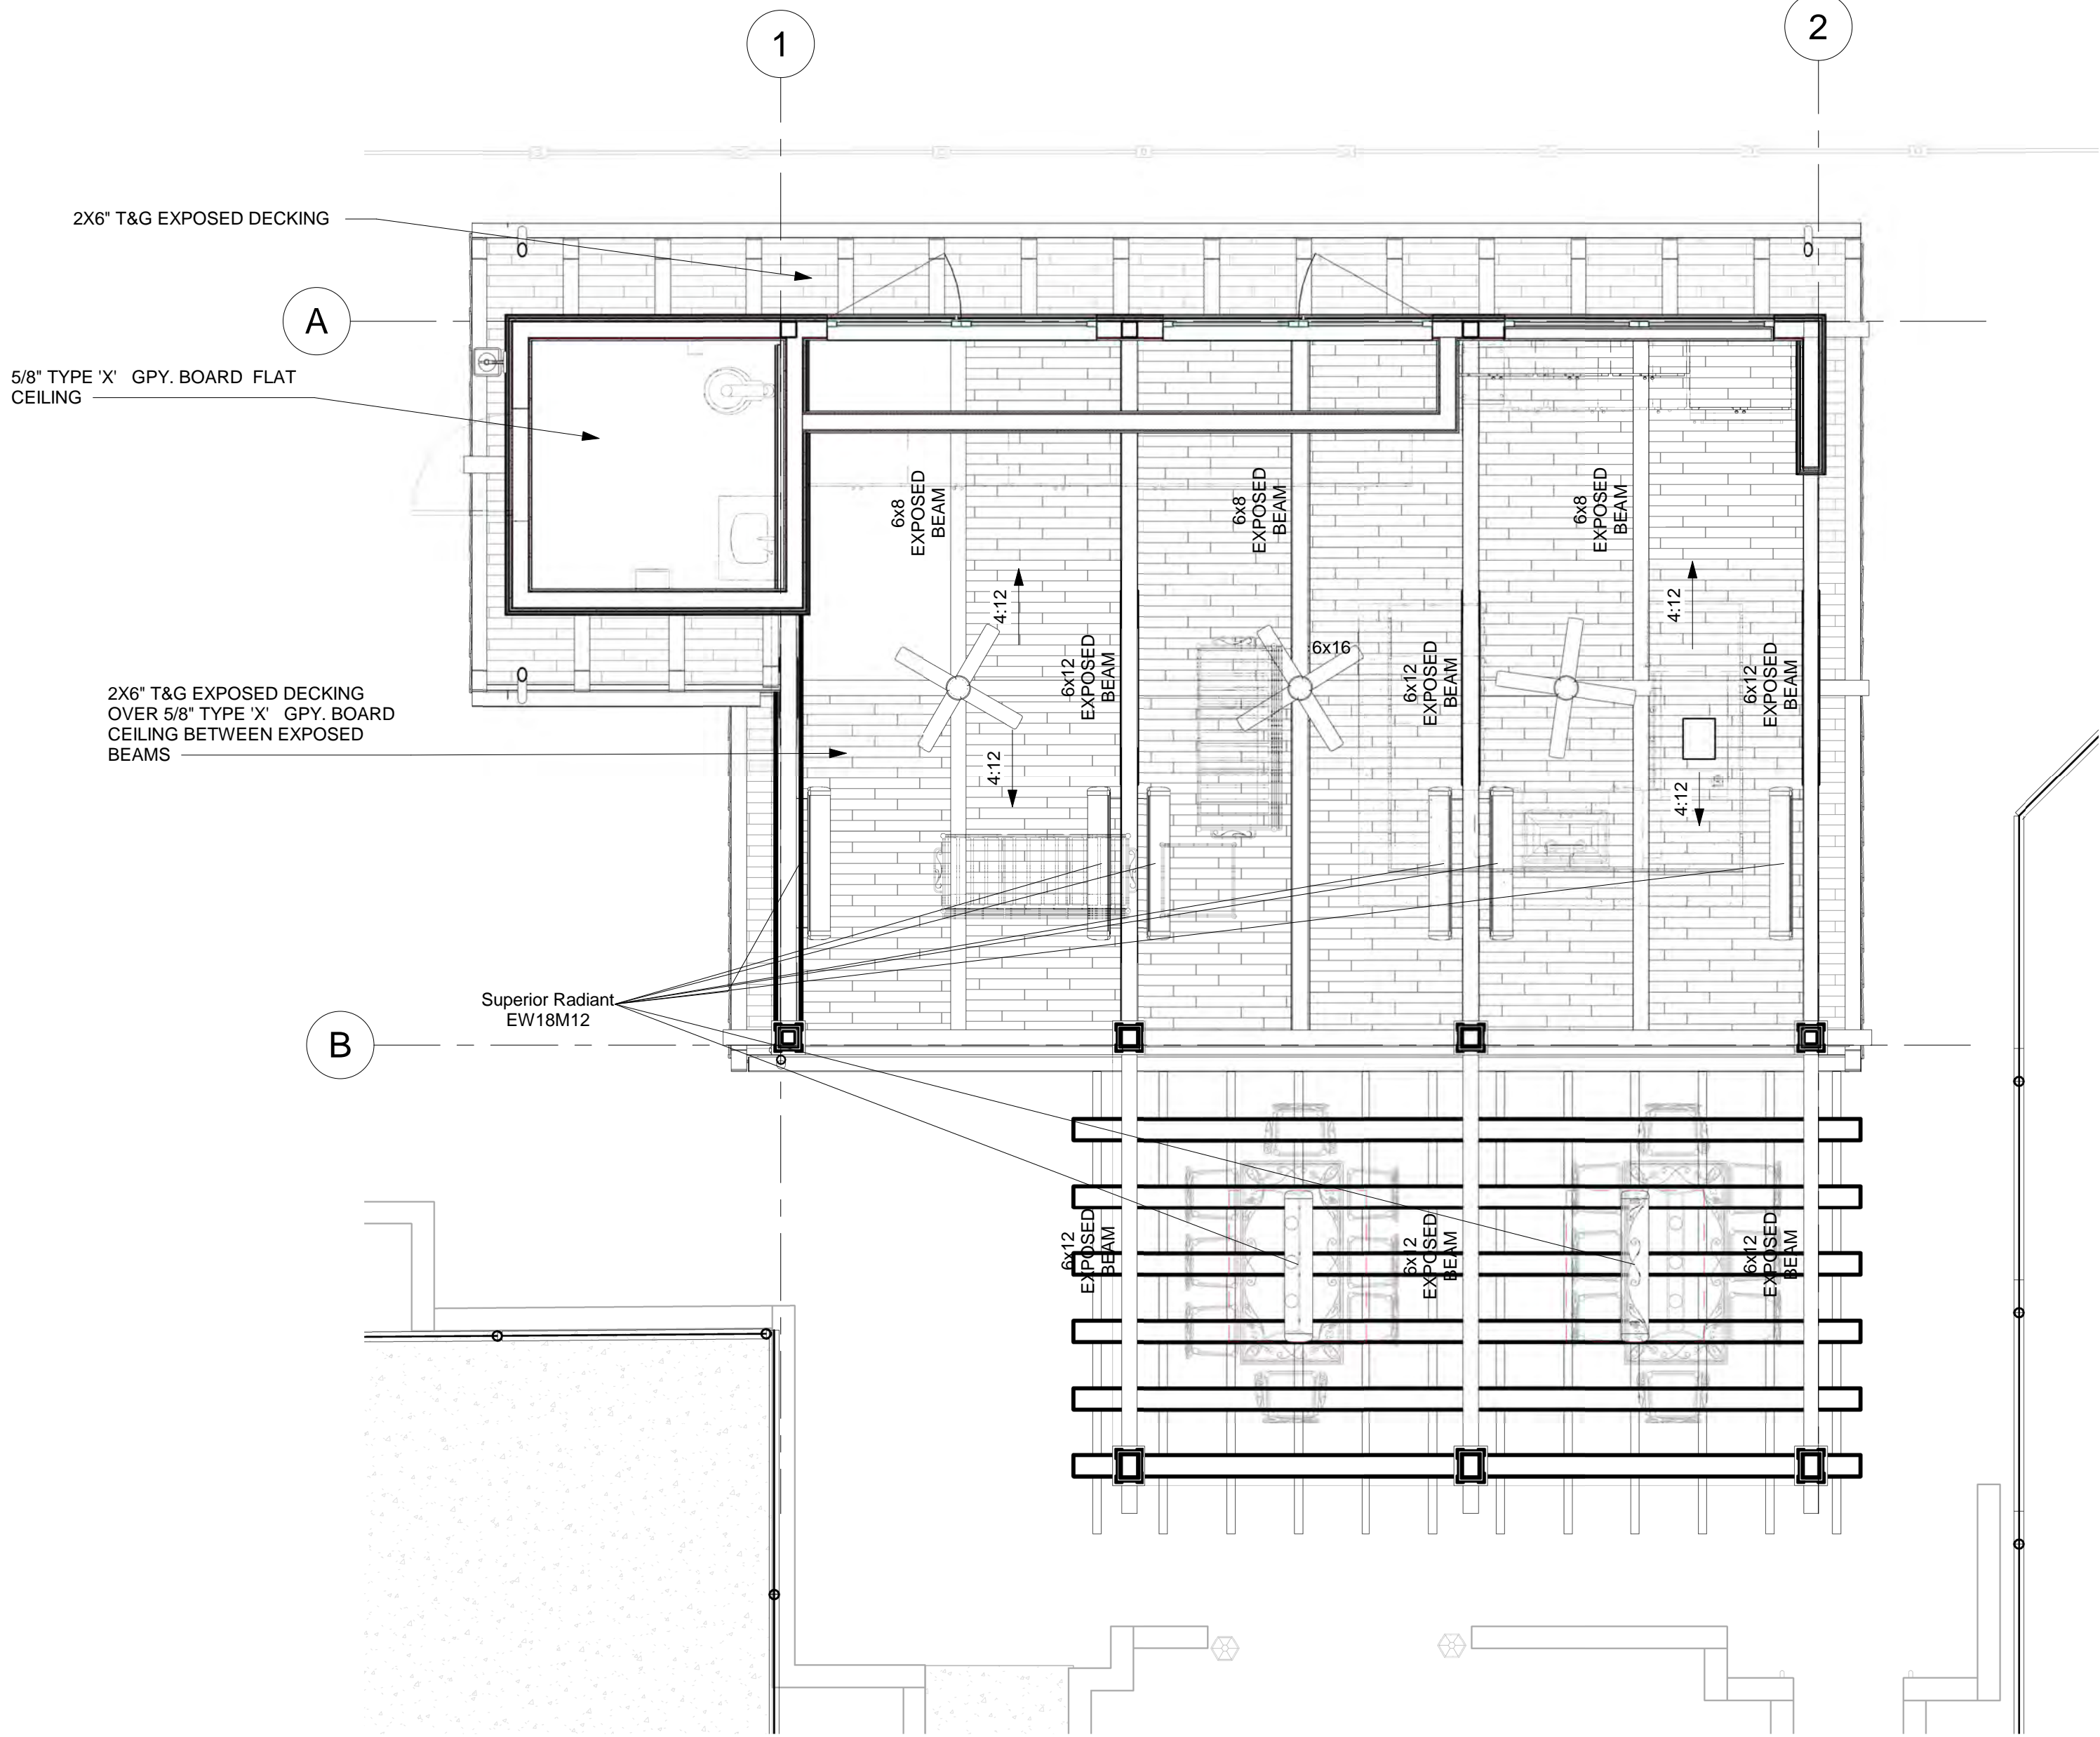 1
2
2X6" T&G EXPOSED DECKING
A
5/8" TYPE 'X' GPY. BOARD FLAT
CEILING
6x8
EXPOSED
BEAM
6x8
EXPOSED
BEAM
6x8
EXPOSED
BEAM
4:12
4:12
6x16
6x12
EXPOSED
BEAM
6x12
EXPOSED
BEAM
6x12
EXPOSED
BEAM
2X6" T&G EXPOSED DECKING
OVER 5/8" TYPE 'X' GPY. BOARD
CEILING BETWEEN EXPOSED
BEAMS
4:12
4:12
Superior Radiant
EW18M12
B
6x12
EXPOSED
BEAM
6x12
EXPOSED
BEAM
6x12
EXPOSED
BEAM